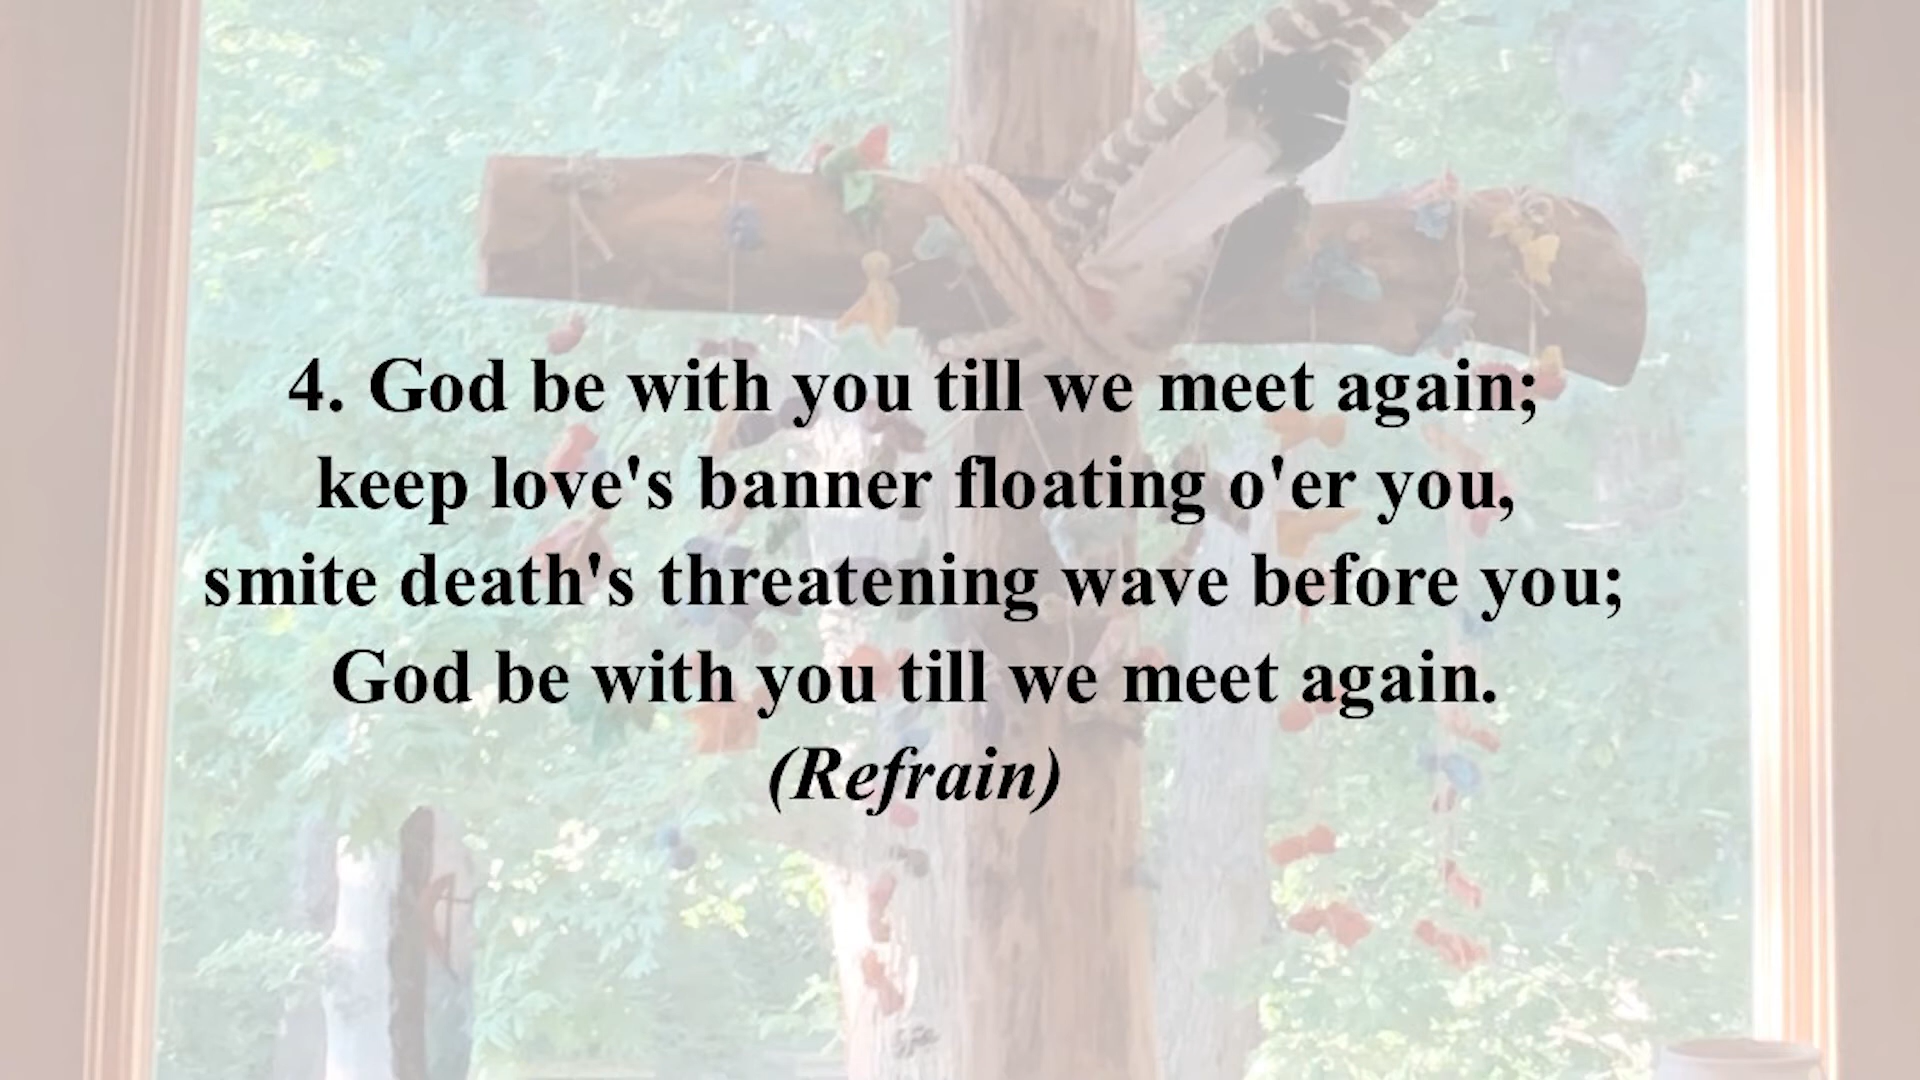 4. God be with you till we meet again;
keep love's banner floating o'er you,
smite death's threatening wave before you;
God be with you till we meet again.
(Refrain)